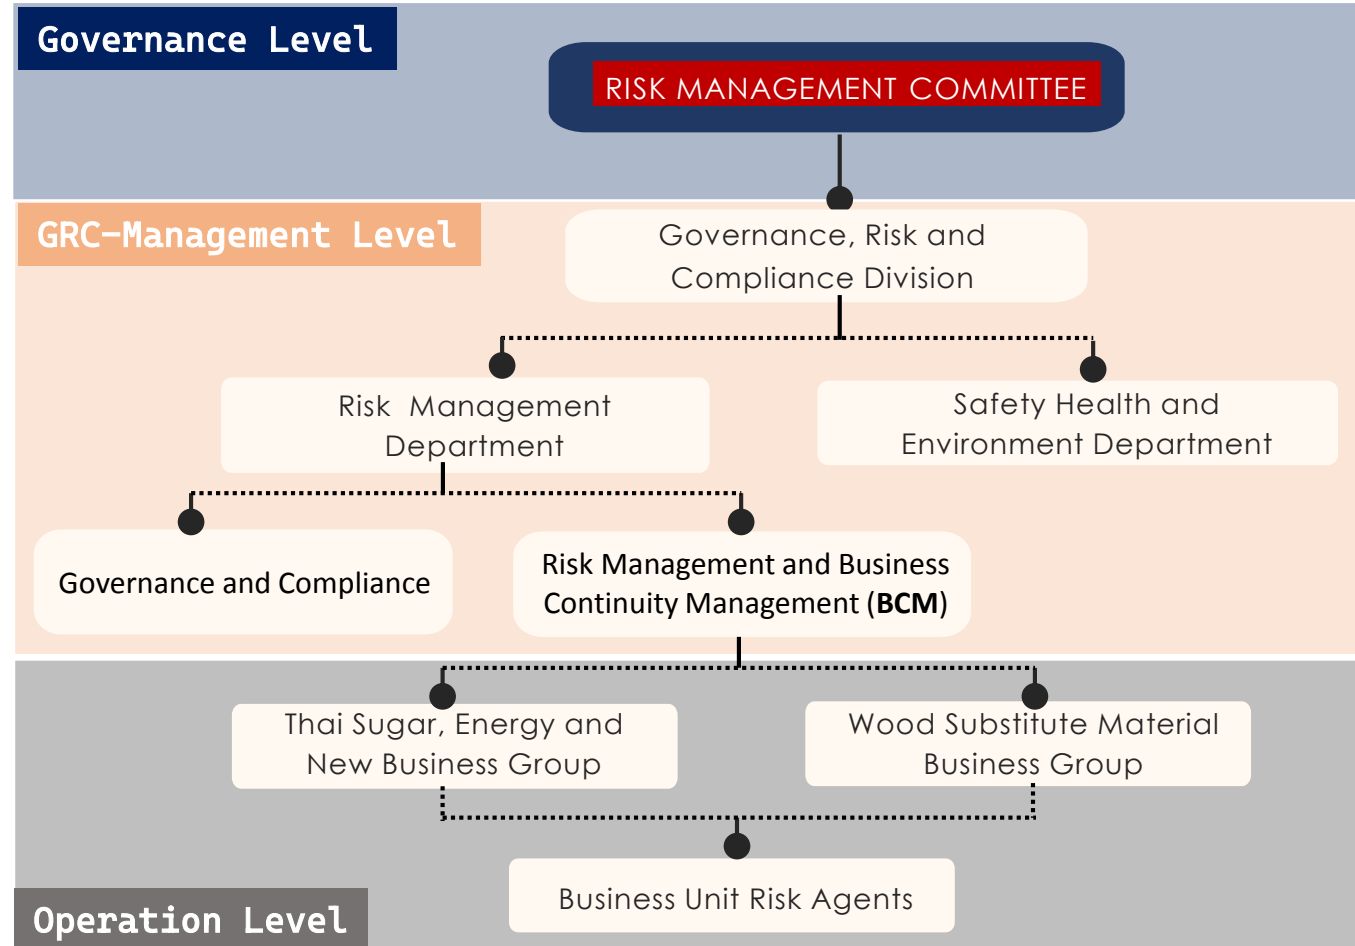 Governance Level
RISK MANAGEMENT COMMITTEE
GRC-Management Level
Governance, Risk and
Compliance Division
Risk Management
Department
Safety Health and
Environment Department
Governance and Compliance
Risk Management and Business
Continuity Management (BCM)
Thai Sugar, Energy and
New Business Group
Wood Substitute Material
Business Group
Business Unit Risk Agents
Operation Level